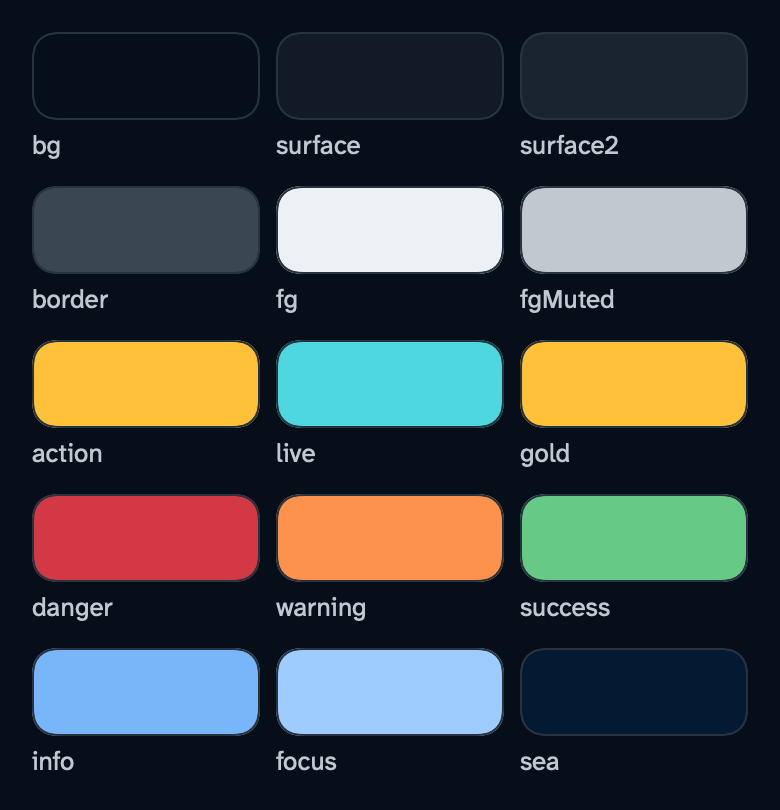 bg surface surface2
border fg fgMuted
action live gold
danger warning success
info focus sea